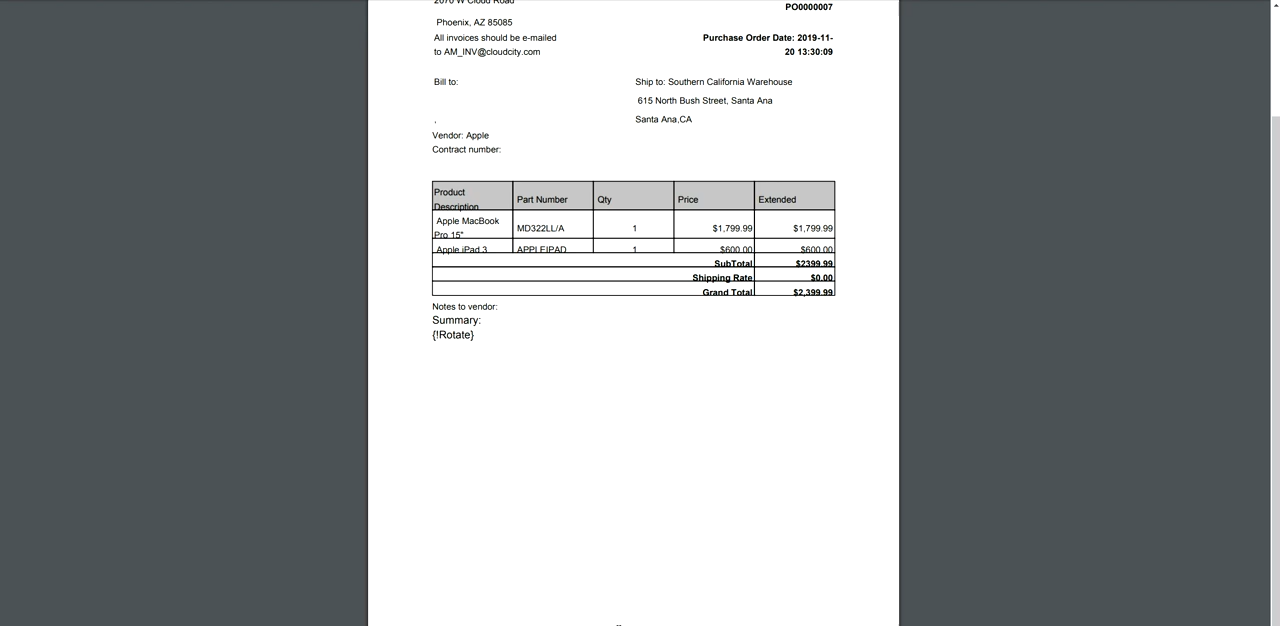 2070 W Cloud Road
PO0000007
Phoenix, AZ 85085
All invoices should be e-mailed
to AM_INV@cloudcity.com
Purchase Order Date: 2019-11-
20 13:30:09
Bill to:
Ship to: Southern California Warehouse
615 North Bush Street, Santa Ana
,
Santa Ana,CA
Vendor: Apple
Contract number:
Product
Description
Part Number
Qty
Price
Extended
Apple MacBook
Pro 15"
MD322LL/A
1
$1,799.99
$1,799.99
Apple iPad 3
APPLEIPAD
1
$600.00
$600.00
SubTotal
$2399.99
Shipping Rate
$0.00
Grand Total
$2,399.99
Notes to vendor:
Summary:
{!Rotate}